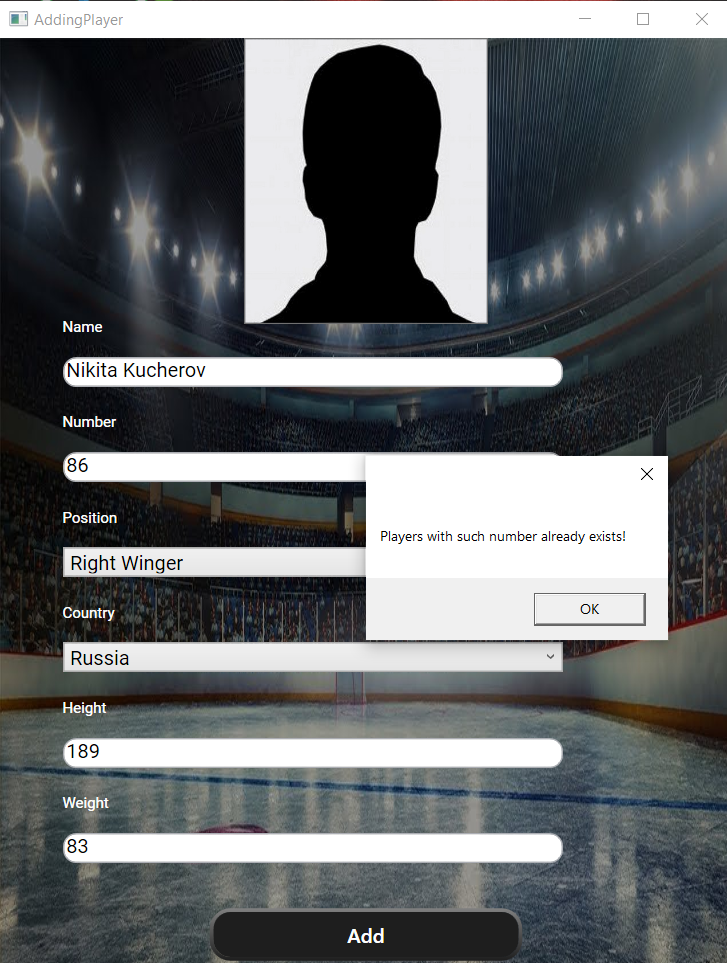 AddingPlayer
Name
Nikita Kucherov
Number
86
Players with such number already exists!
OK
Position
Right Winger
Country
Russia
Height
189
Weight
83
Add